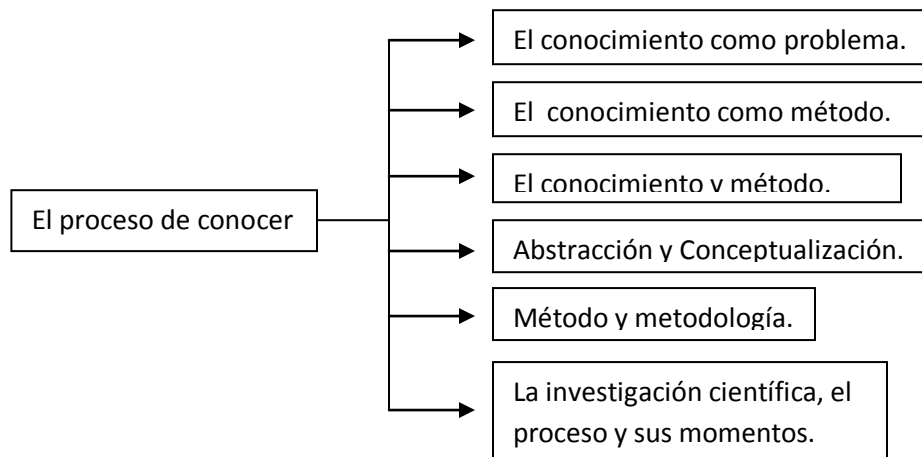 El conocimiento como problema.
El conocimiento como método.
El conocimiento y método.
El proceso de conocer
Abstracción y Conceptualización.
Método y metodología.
La investigación científica, el
proceso y sus momentos.